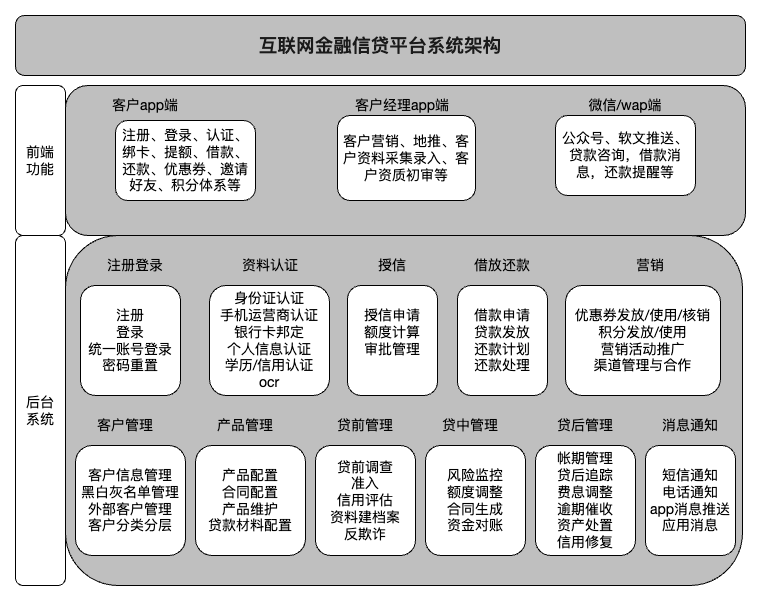 互联网金融信贷平台系统架构
前端
功能
客户app端
注册、登录、认证、
绑卡、提额、借款、
还款、优惠券、邀请
好友、积分体系等
客户经理app端
客户营销、地推、客
户资料采集录入、客
户资质初审等
微信/wap端
公众号、软文推送、
贷款咨询，借款消
息，还款提醒等
后台
系统
注册登录
注册
登录
统一账号登录
密码重置
资料认证
身份证认证
手机运营商认证
银行卡邦定
个人信息认证
学历/信用认证
ocr
授信
授信申请
额度计算
审批管理
借放还款
借款申请
贷款发放
还款计划
还款处理
营销
优惠券发放/使用/核销
积分发放/使用
营销活动推广
渠道管理与合作
客户管理
客户信息管理
黑白灰名单管理
外部客户管理
客户分类分层
产品管理
产品配置
合同配置
产品维护
贷款材料配置
贷前管理
贷前调查
准入
信用评估
资料建档案
反欺诈
贷中管理
风险监控
额度调整
合同生成
资金对账
贷后管理
帐期管理
贷后追踪
费息调整
逾期催收
资产处置
信用修复
消息通知
短信通知
电话通知
app消息推送
应用消息